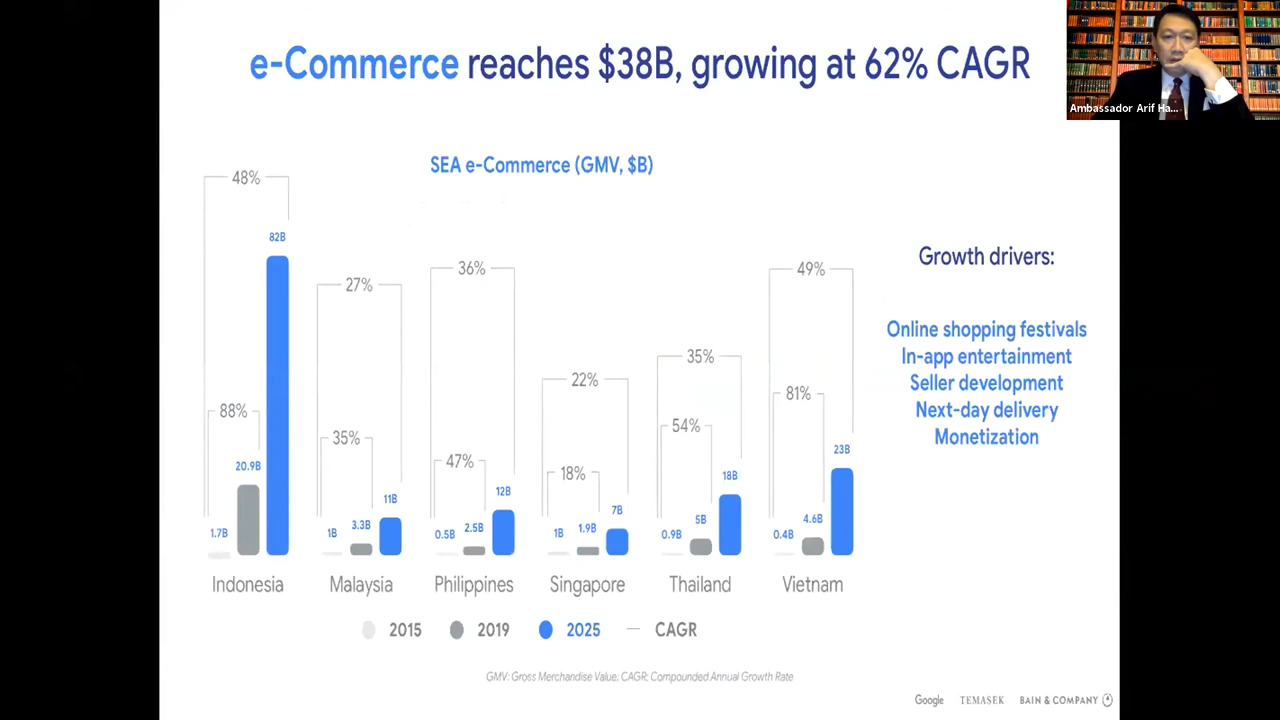 e-Commerce reaches $38B, growing at 62% CAGR
Ambassador Arif Ha...
SEA e-Commerce (GMV, $B)
48%
88%
1.7B
20.9B
82B
Indonesia
27%
35%
1B
3.3B
11B
Malaysia
36%
47%
0.5B
2.5B
12B
Philippines
22%
18%
1B
1.9B
7B
Singapore
35%
54%
0.9B
5B
18B
Thailand
49%
81%
0.4B
4.6B
23B
Vietnam
Growth drivers:
Online shopping festivals
In-app entertainment
Seller development
Next-day delivery
Monetization
2015 2019 2025 CAGR
GMV: Gross Merchandise Value; CAGR: Compounded Annual Growth Rate
Google TEMASEK BAIN & COMPANY